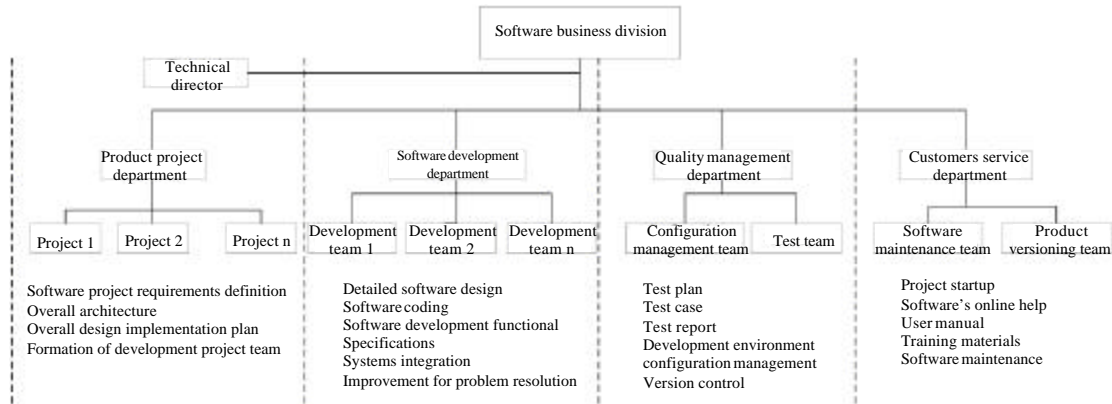 Software business division
Technical
director
Product project
department
Software development
department
Quality management
department
Customers service
department
Project 1
Project 2
Project n
Development
team 1
Development
team 2
Development
team n
Configuration
management team
Test team
Software
maintenance team
Product
versioning team
Software project requirements definition
Overall architecture
Overall design implementation plan
Formation of development project team
Detailed software design
Software coding
Software development functional
Specifications
Systems integration
Improvement for problem resolution
Test plan
Test case
Test report
Development environment
configuration management
Version control
Project startup
Software's online help
User manual
Training materials
Software maintenance